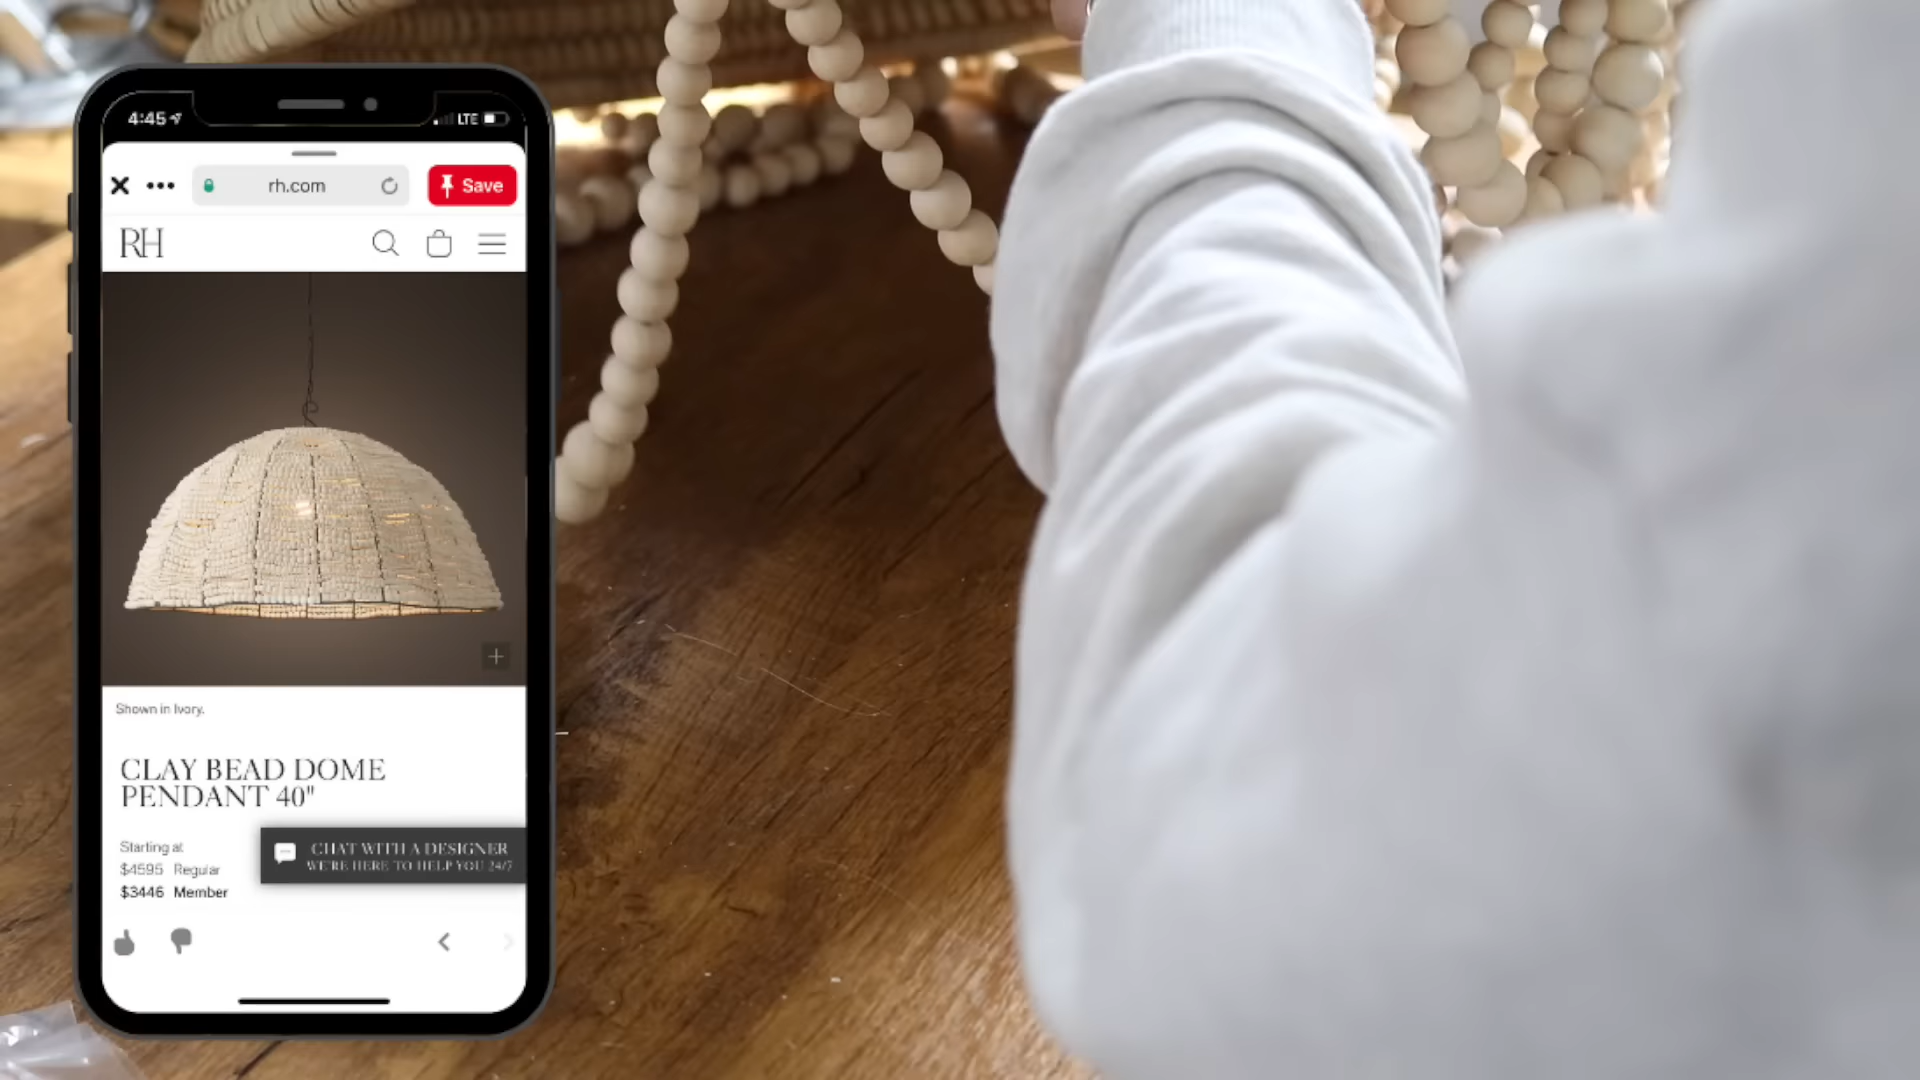 4:45
LTE
rh.com
Save
RH
Shown in Ivory.
CLAY BEAD DOME
PENDANT 40"
Starting at
$4595 Regular
$3446 Member
CHAT WITH A DESIGNER
WE'RE HERE TO HELP YOU 24/7